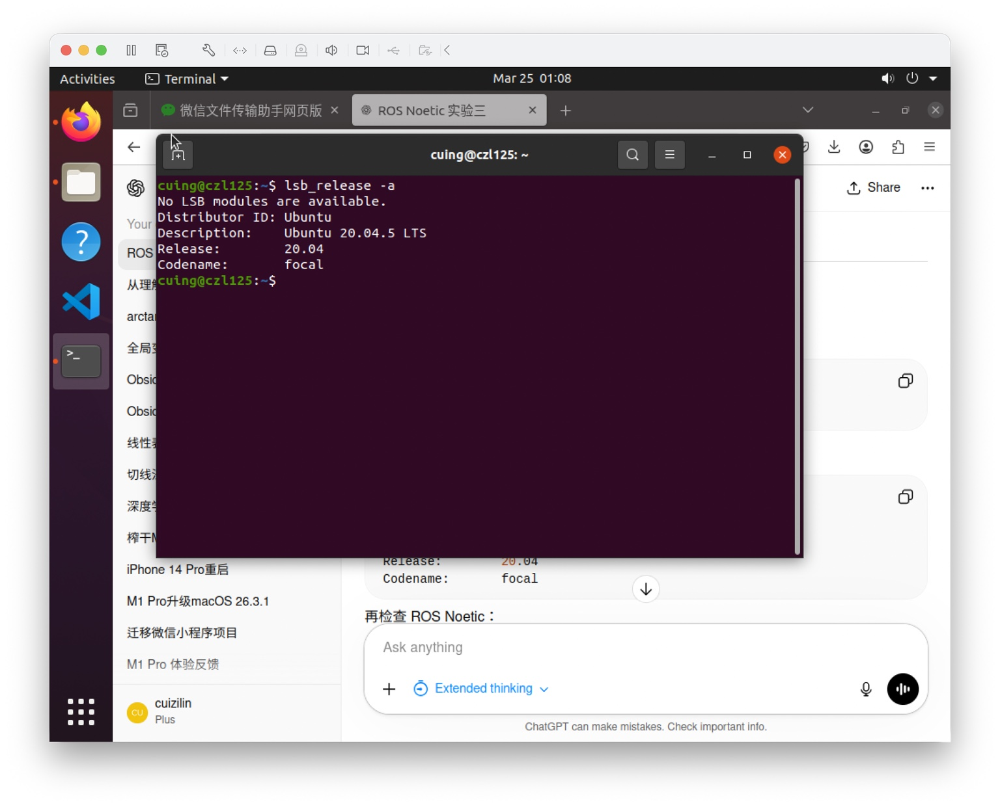 Activities
Terminal
Mar 25 01:08
微信文件传输助手网页版
ROS Noetic 实验三
cuing@czl125: ~
cuing@czl125:~$ lsb_release -a
No LSB modules are available.
Distributor ID: Ubuntu
Description: Ubuntu 20.04.5 LTS
Release: 20.04
Codename: focal
cuing@czl125:~$
Share
Your
ROS
从理
arctan
全局
Obsid
Obsid
线性
切线
深度
榨干M
iPhone 14 Pro重启
M1 Pro升级macOS 26.3.1
迁移微信小程序项目
M1 Pro 体验反馈
CU
cuizilin
Plus
Release: 20.04
Codename: focal
再检查 ROS Noetic：
Ask anything
Extended thinking
ChatGPT can make mistakes. Check important info.